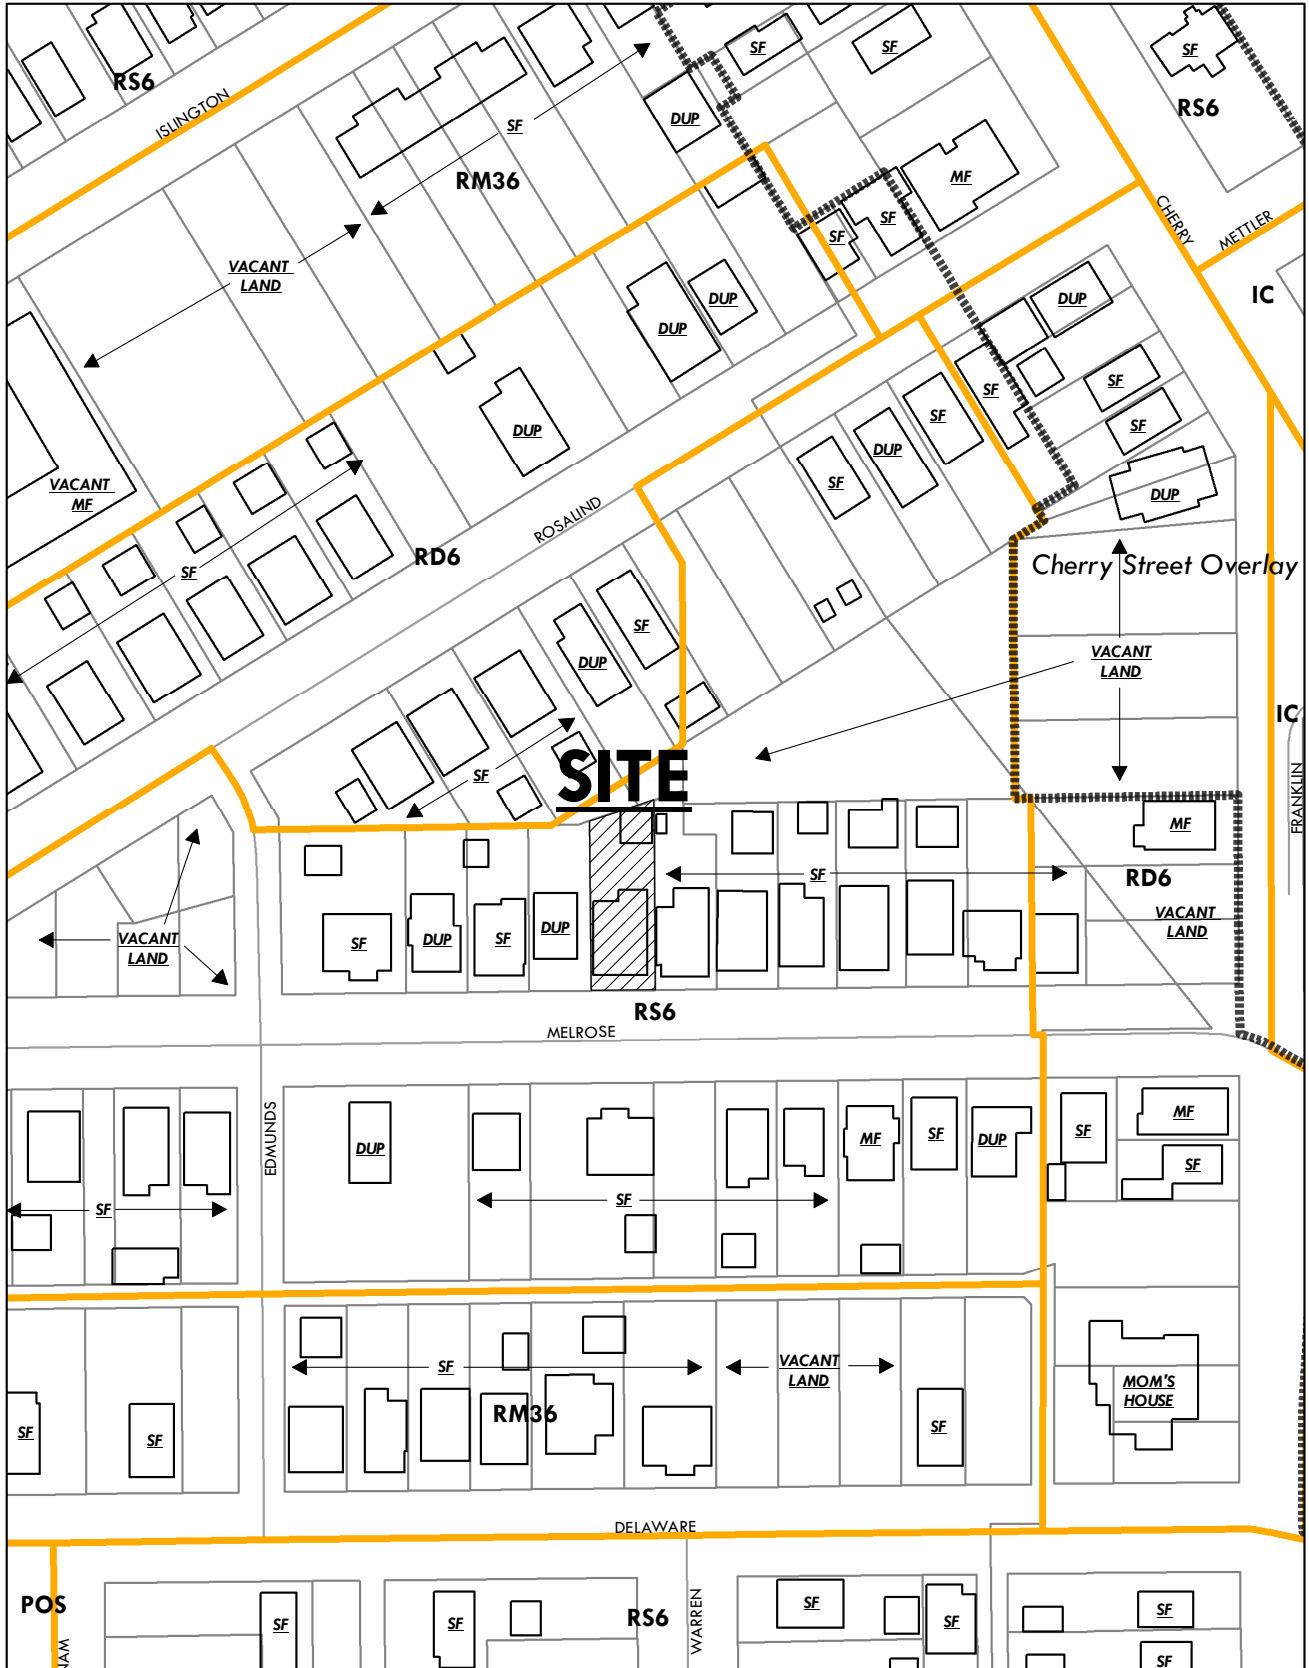 SF
SF
SF
RS6
RS6
ISLINGTON
DUP
SF
RM36
MF
CHERRY
SF
SF
METTLER
VACANT
LAND
IC
DUP
DUP
DUP
SF
SF
SF
DUP
SF
DUP
SF
VACANT
MF
DUP
ROSALIND
RD6
Cherry Street Overlay
SF
SF
DUP
VACANT
LAND
IC
SITE
SF
FRANKLIN
MF
SF
RD6
VACANT
LAND
VACANT
LAND
SF
DUP
SF
DUP
RS6
MELROSE
EDMUNDS
DUP
MF
SF
DUP
SF
MF
SF
SF
SF
SF
VACANT
LAND
MOM'S
HOUSE
RM36
SF
SF
SF
DELAWARE
POS
SF
SF
RS6
WARREN
SF
SF
SF
NAM
SF